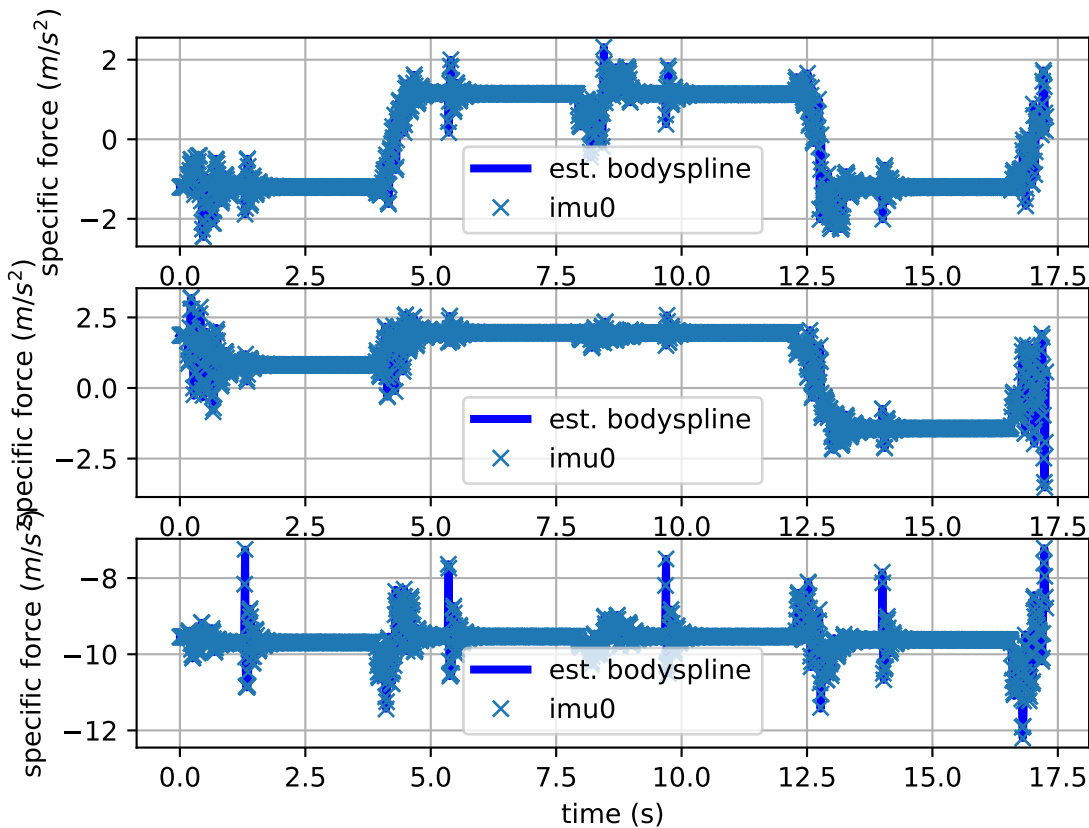 specific force (m/s²)
2
0
−2
est. bodyspline
imu0
0.0 2.5 5.0 7.5 10.0 12.5 15.0 17.5
specific force (m/s²)
2.5
0.0
−2.5
est. bodyspline
imu0
0.0 2.5 5.0 7.5 10.0 12.5 15.0 17.5
specific force (m/s²)
−8
−10
−12
est. bodyspline
imu0
0.0 2.5 5.0 7.5 10.0 12.5 15.0 17.5
time (s)